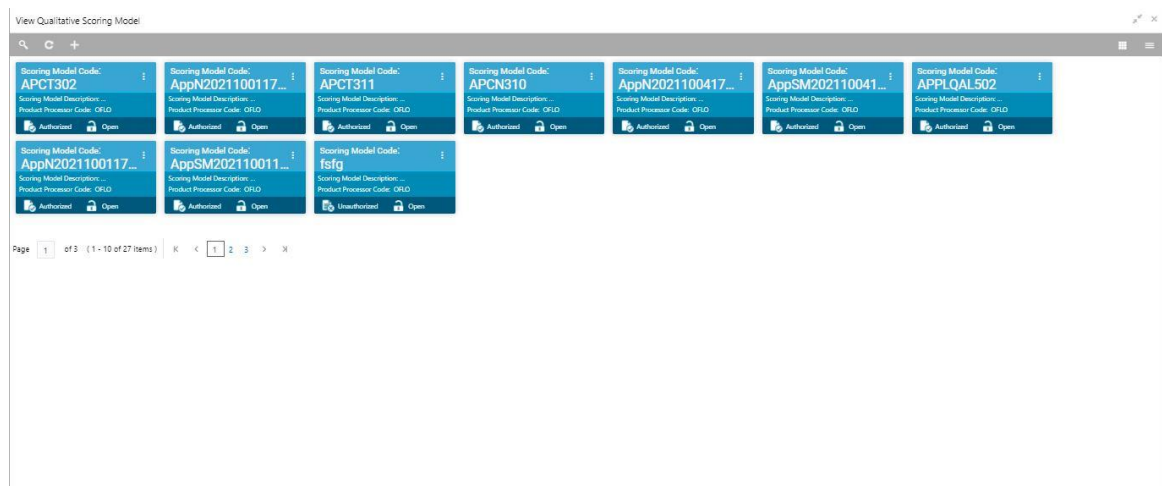 View Qualitative Scoring Model
Scoring Model Code:
APCT302
Scoring Model Description: ...
Product Processor Code: OFLO
Authorized Open
Scoring Model Code:
AppN2021100117...
Scoring Model Description: ...
Product Processor Code: OFLO
Authorized Open
Scoring Model Code:
APCT311
Scoring Model Description: ...
Product Processor Code: OFLO
Authorized Open
Scoring Model Code:
APCN310
Scoring Model Description: ...
Product Processor Code: OFLO
Authorized Open
Scoring Model Code:
AppN2021100417...
Scoring Model Description: ...
Product Processor Code: OFLO
Authorized Open
Scoring Model Code:
AppSM202110041...
Scoring Model Description: ...
Product Processor Code: OFLO
Authorized Open
Scoring Model Code:
APPLQAL502
Scoring Model Description: ...
Product Processor Code: OFLO
Authorized Open
Scoring Model Code:
AppN2021100117...
Scoring Model Description: ...
Product Processor Code: OFLO
Authorized Open
Scoring Model Code:
AppSM202110011...
Scoring Model Description: ...
Product Processor Code: OFLO
Authorized Open
Scoring Model Code:
fsfg
Scoring Model Description: ...
Product Processor Code: OFLO
Unauthorized Open
Page 1 of 3 (1 - 10 of 27 items) 1 2 3